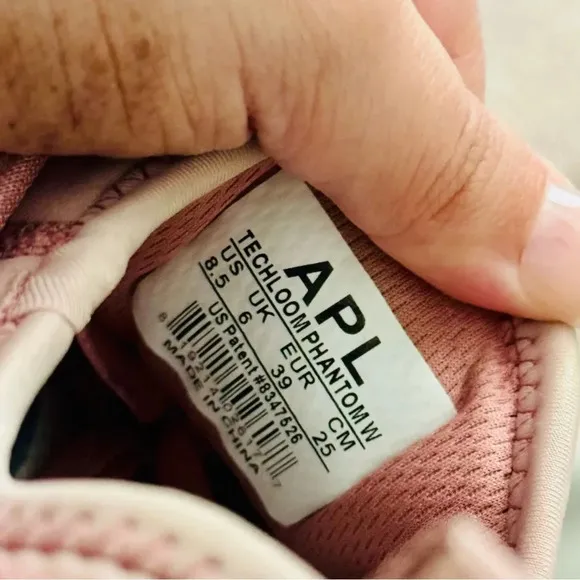 APL
TECHLOOMPHANTOMW
US UK EUR CM
8.5 6 39 25
US Patent#8347526
MADE IN CHINA